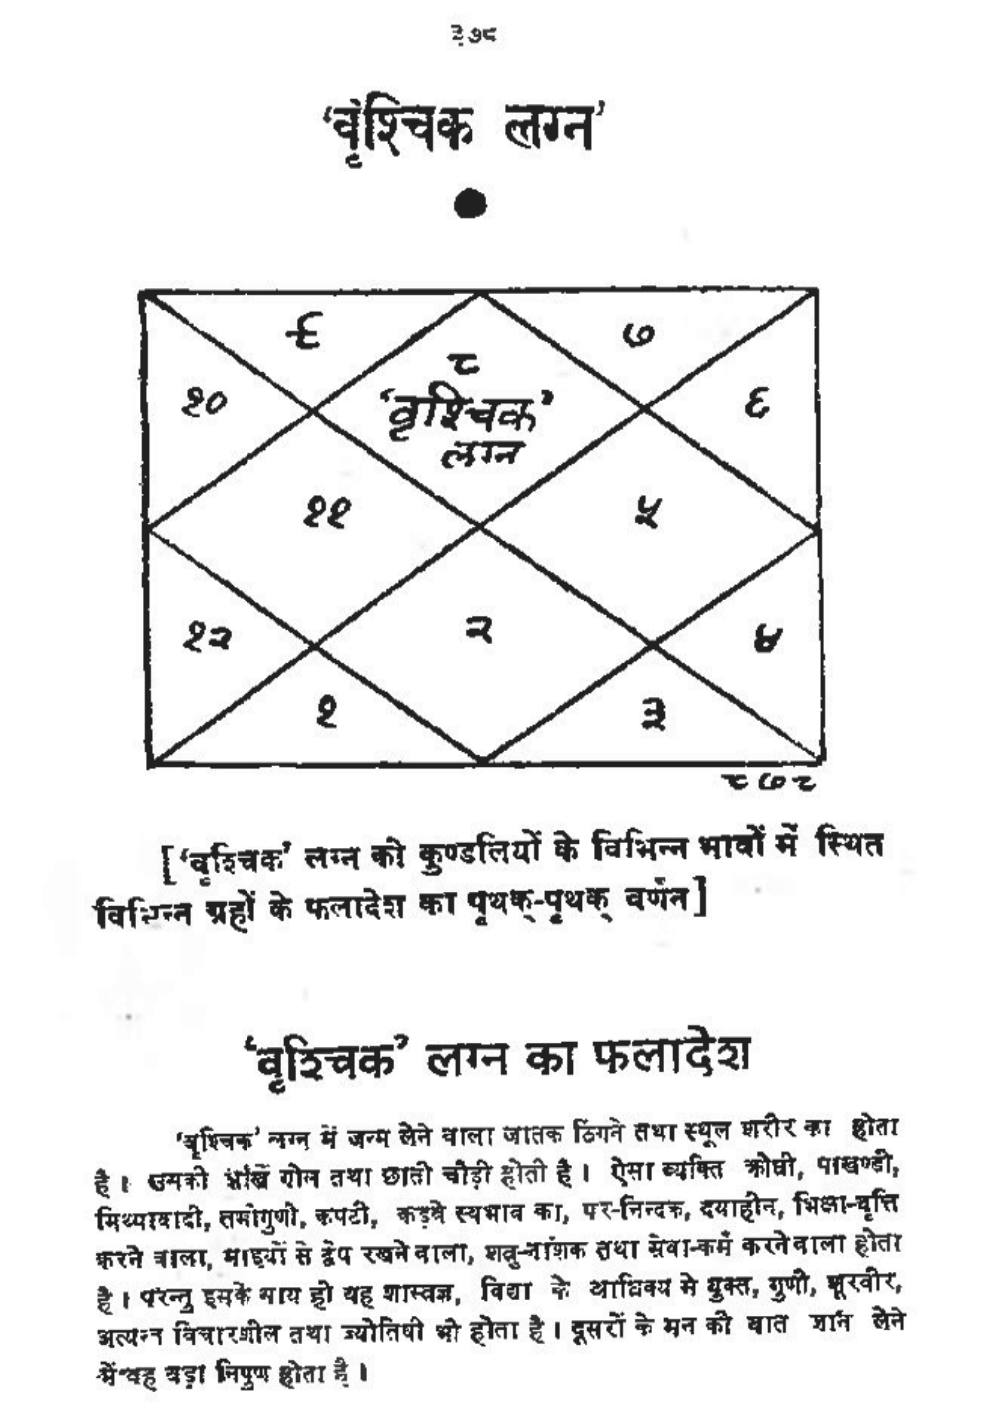 ३७८
‘वृश्चिक लग्न’
९
७
८
१०
‘वृश्चिक’
६
लग्न
११
५
१२
२
४
१
३
८७८
[‘वृश्चिक’ लग्न की कुण्डलियों के विभिन्न भावों में स्थित
विभिन्न ग्रहों के फलादेश का पृथक्-पृथक् वर्णन]
‘वृश्चिक’ लग्न का फलादेश
‘वृश्चिक’ लग्न में जन्म लेने वाला जातक ठिंगने तथा स्थूल शरीर का होता
है। उसकी आँखें गोल तथा छाती चौड़ी होती है। ऐसा व्यक्ति क्रोधी, पाखण्डी,
मिथ्यावादी, तमोगुणी, कपटी, कड़वे स्वभाव का, पर-निन्दक, दयाहीन, भिक्षा-वृत्ति
करने वाला, भाइयों से द्वेष रखने वाला, शत्रु-नाशक तथा सेवा-कर्म करने वाला होता
है। परन्तु इसके साथ ही वह शास्त्रज्ञ, विद्या के आधिक्य से युक्त, गुणी, शूरवीर,
अत्यन्त विचारशील तथा ज्योतिषी भी होता है। दूसरों के मन की बात जान लेने
में वह बड़ा निपुण होता है।